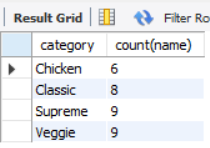 Result Grid Filter Ro
category count(name)
Chicken 6
Classic 8
Supreme 9
Veggie 9